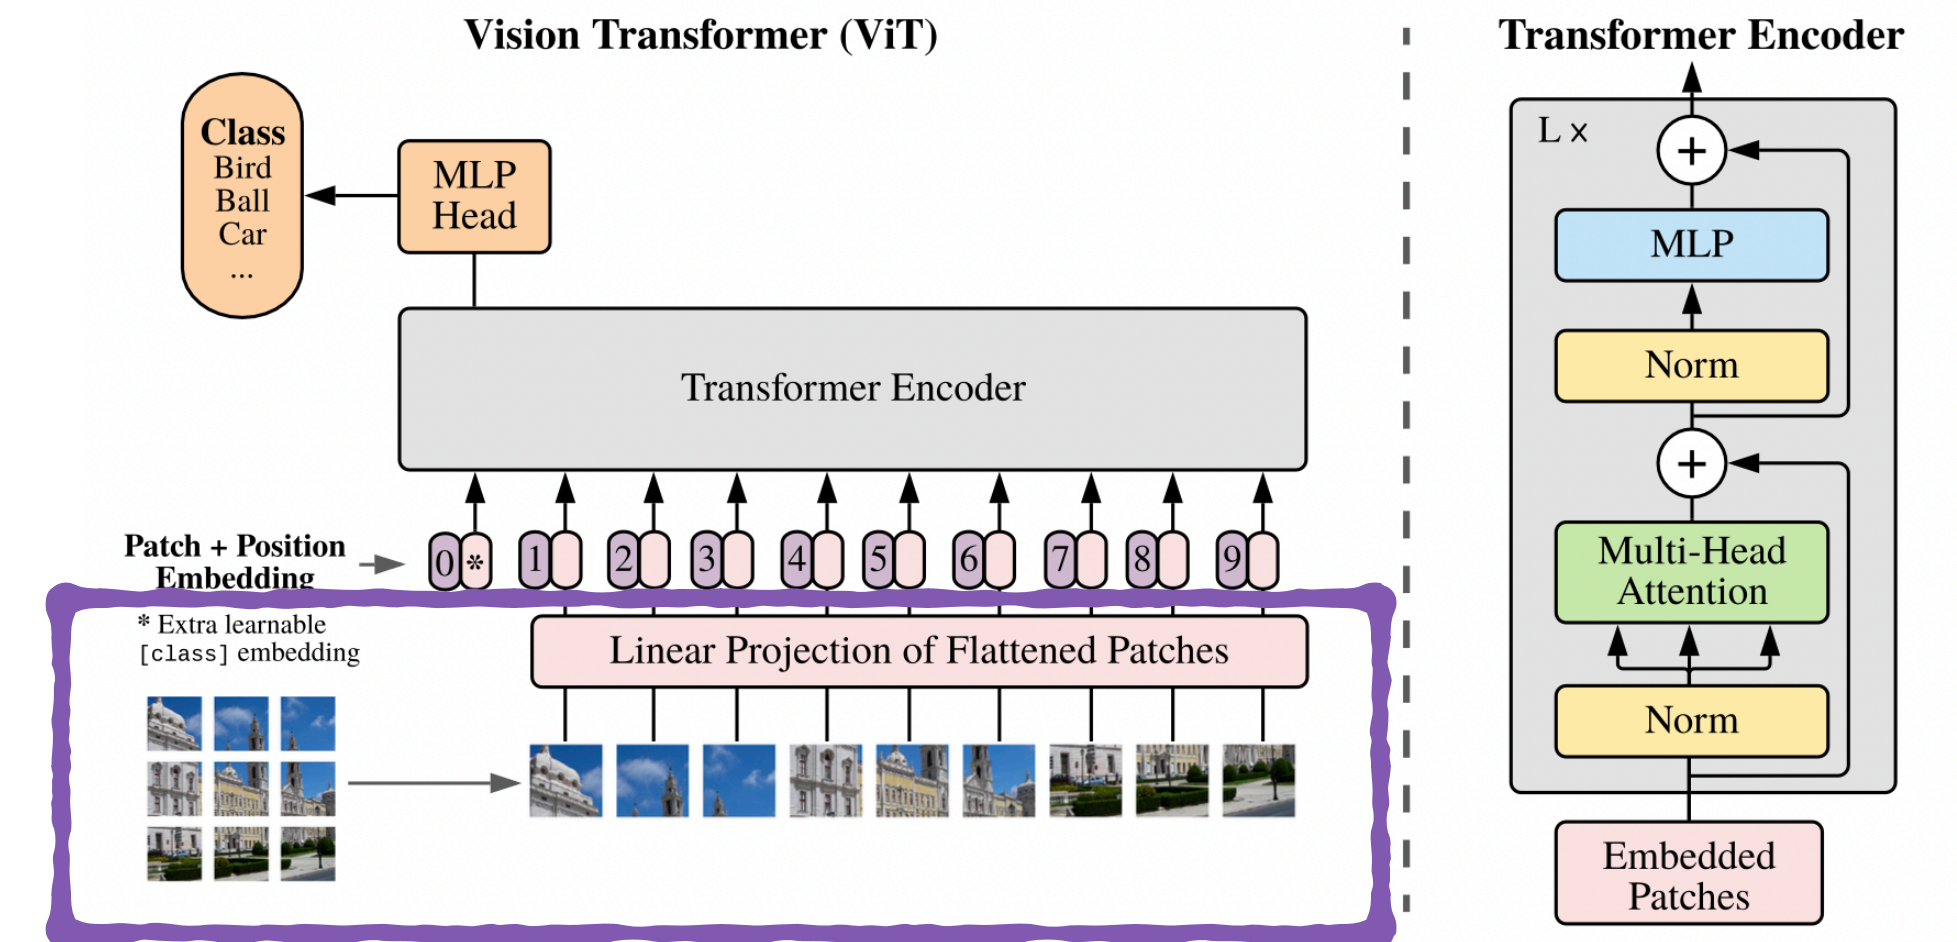 Vision Transformer (ViT)
Class
Bird
Ball
Car
...
MLP
Head
Transformer Encoder
Patch + Position
Embedding
0 * 1 2 3 4 5 6 7 8 9
* Extra learnable
[class] embedding
Linear Projection of Flattened Patches
Transformer Encoder
L ×
+
MLP
Norm
+
Multi-Head
Attention
Norm
Embedded
Patches